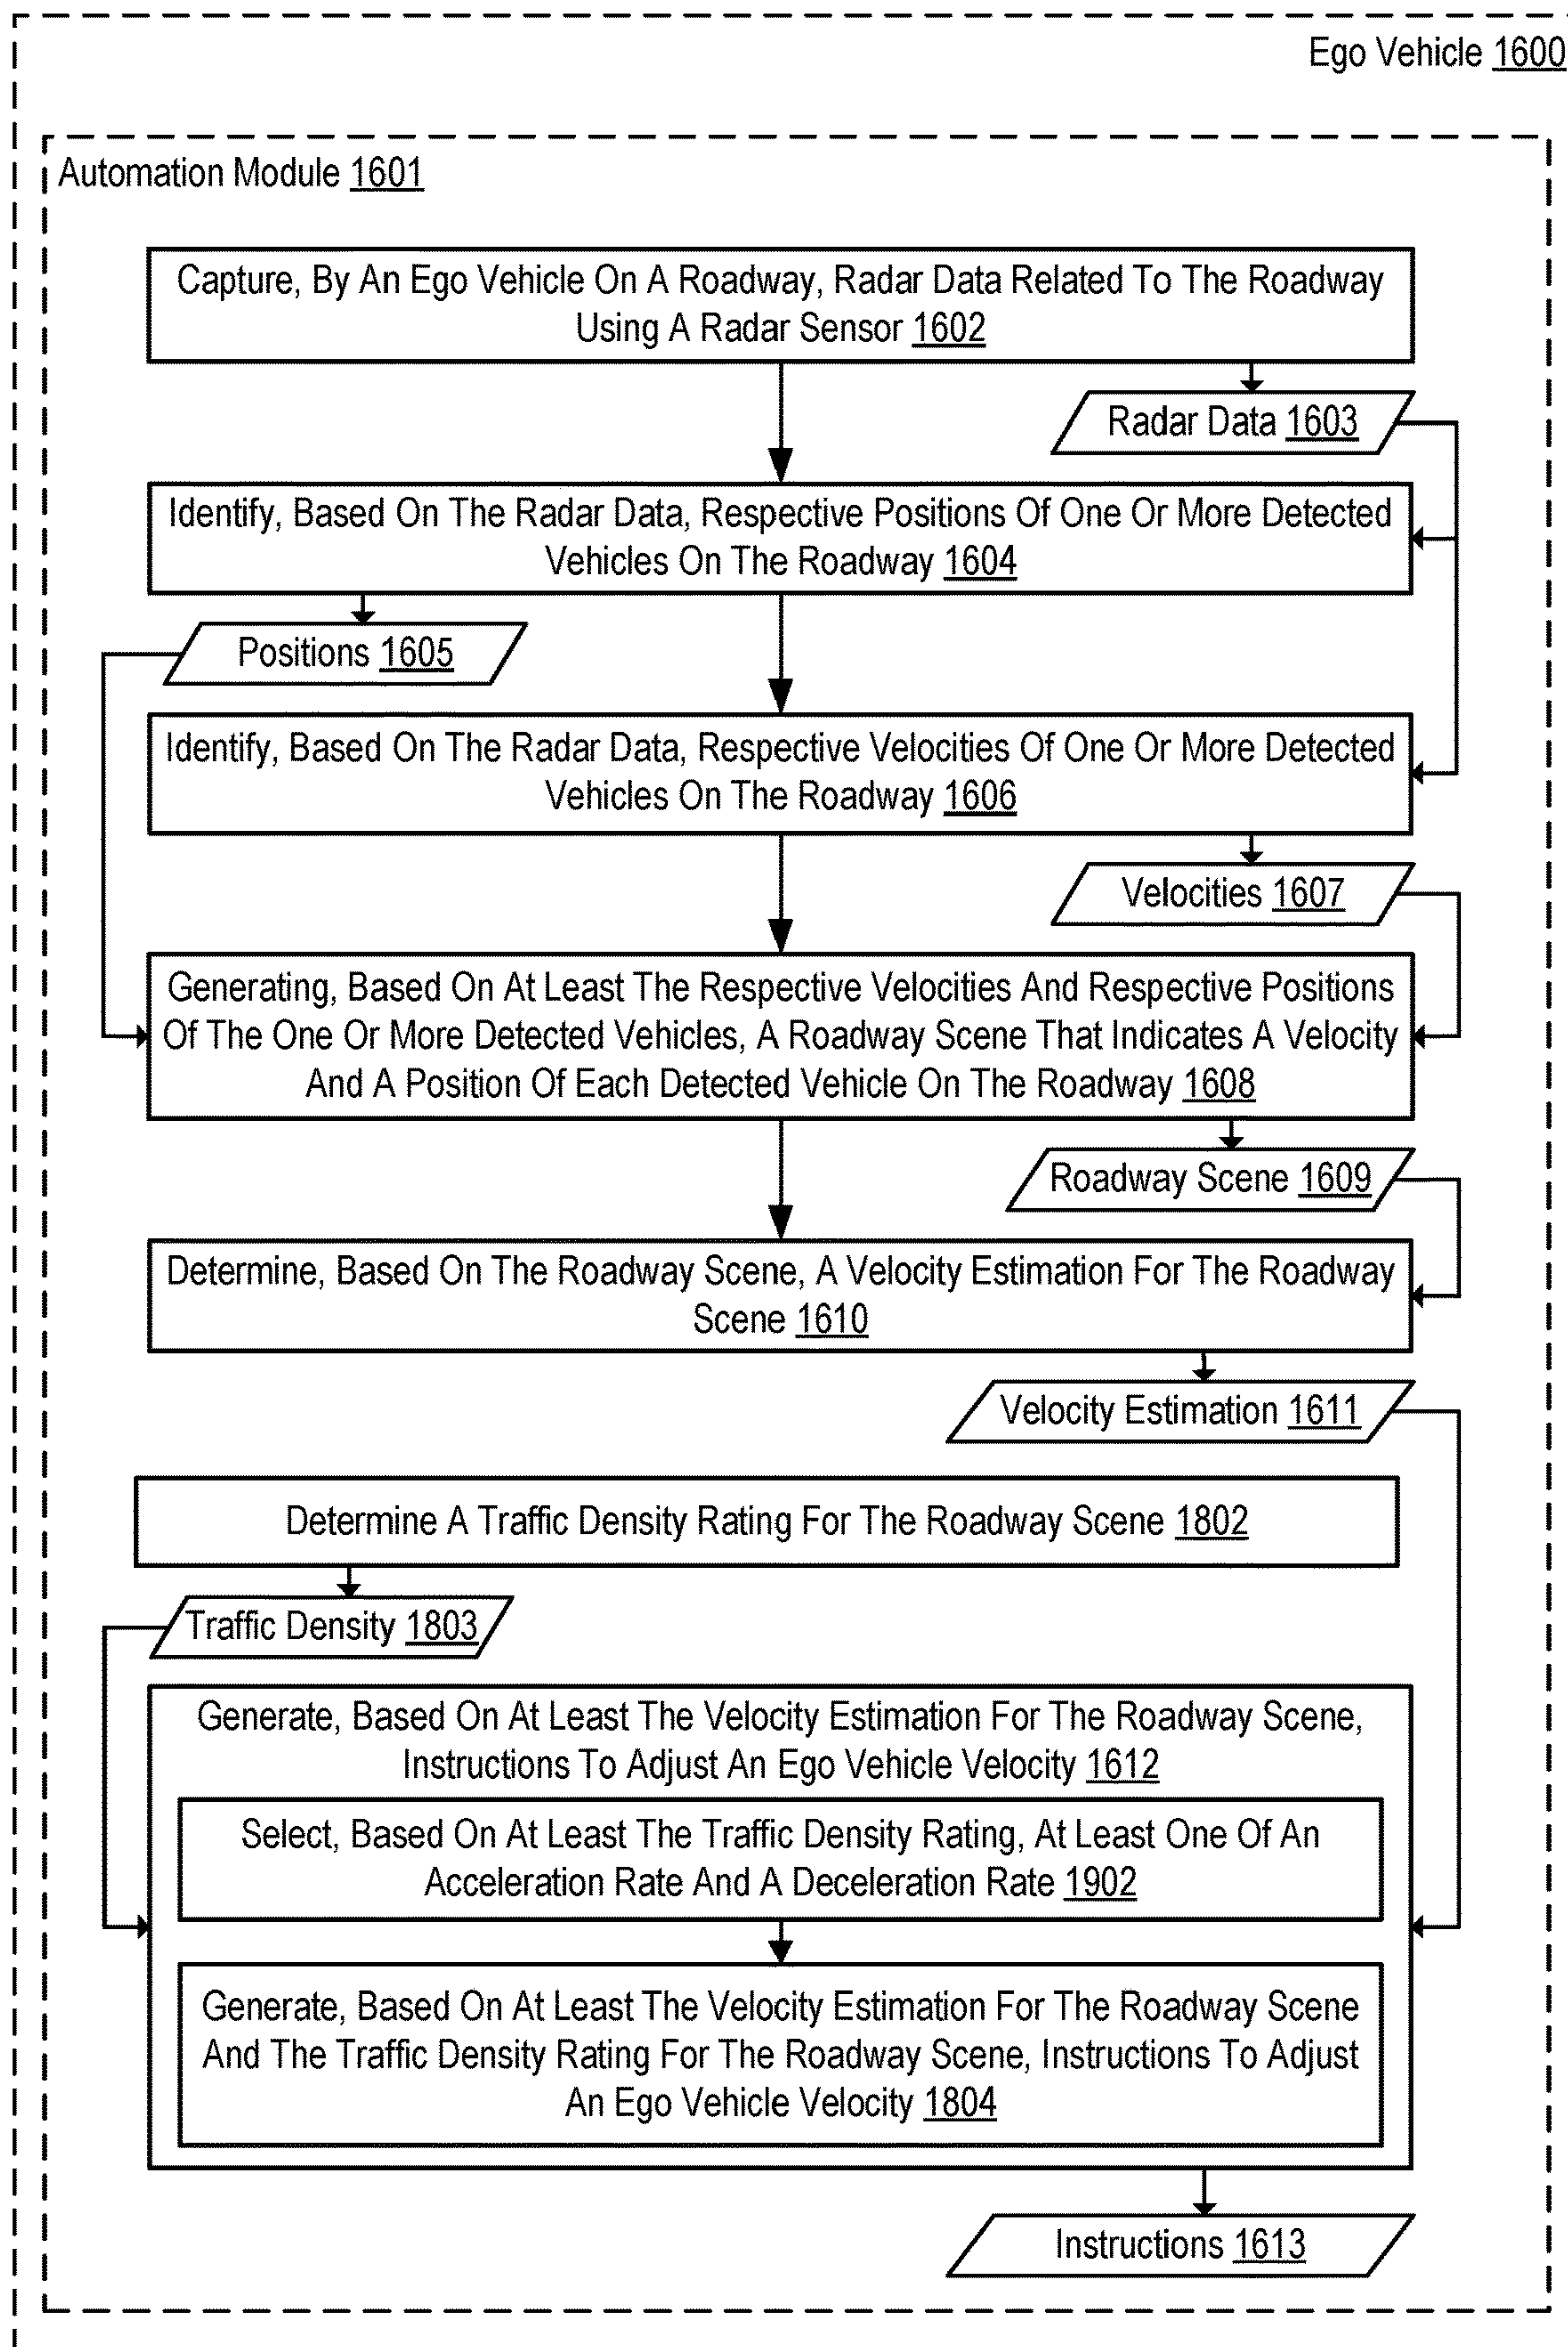 Ego Vehicle 1600
Automation Module 1601
Capture, By An Ego Vehicle On A Roadway, Radar Data Related To The Roadway
Using A Radar Sensor 1602
Radar Data 1603
Identify, Based On The Radar Data, Respective Positions Of One Or More Detected
Vehicles On The Roadway 1604
Positions 1605
Identify, Based On The Radar Data, Respective Velocities Of One Or More Detected
Vehicles On The Roadway 1606
Velocities 1607
Generating, Based On At Least The Respective Velocities And Respective Positions
Of The One Or More Detected Vehicles, A Roadway Scene That Indicates A Velocity
And A Position Of Each Detected Vehicle On The Roadway 1608
Roadway Scene 1609
Determine, Based On The Roadway Scene, A Velocity Estimation For The Roadway
Scene 1610
Velocity Estimation 1611
Determine A Traffic Density Rating For The Roadway Scene 1802
Traffic Density 1803
Generate, Based On At Least The Velocity Estimation For The Roadway Scene,
Instructions To Adjust An Ego Vehicle Velocity 1612
Select, Based On At Least The Traffic Density Rating, At Least One Of An
Acceleration Rate And A Deceleration Rate 1902
Generate, Based On At Least The Velocity Estimation For The Roadway Scene
And The Traffic Density Rating For The Roadway Scene, Instructions To Adjust
An Ego Vehicle Velocity 1804
Instructions 1613